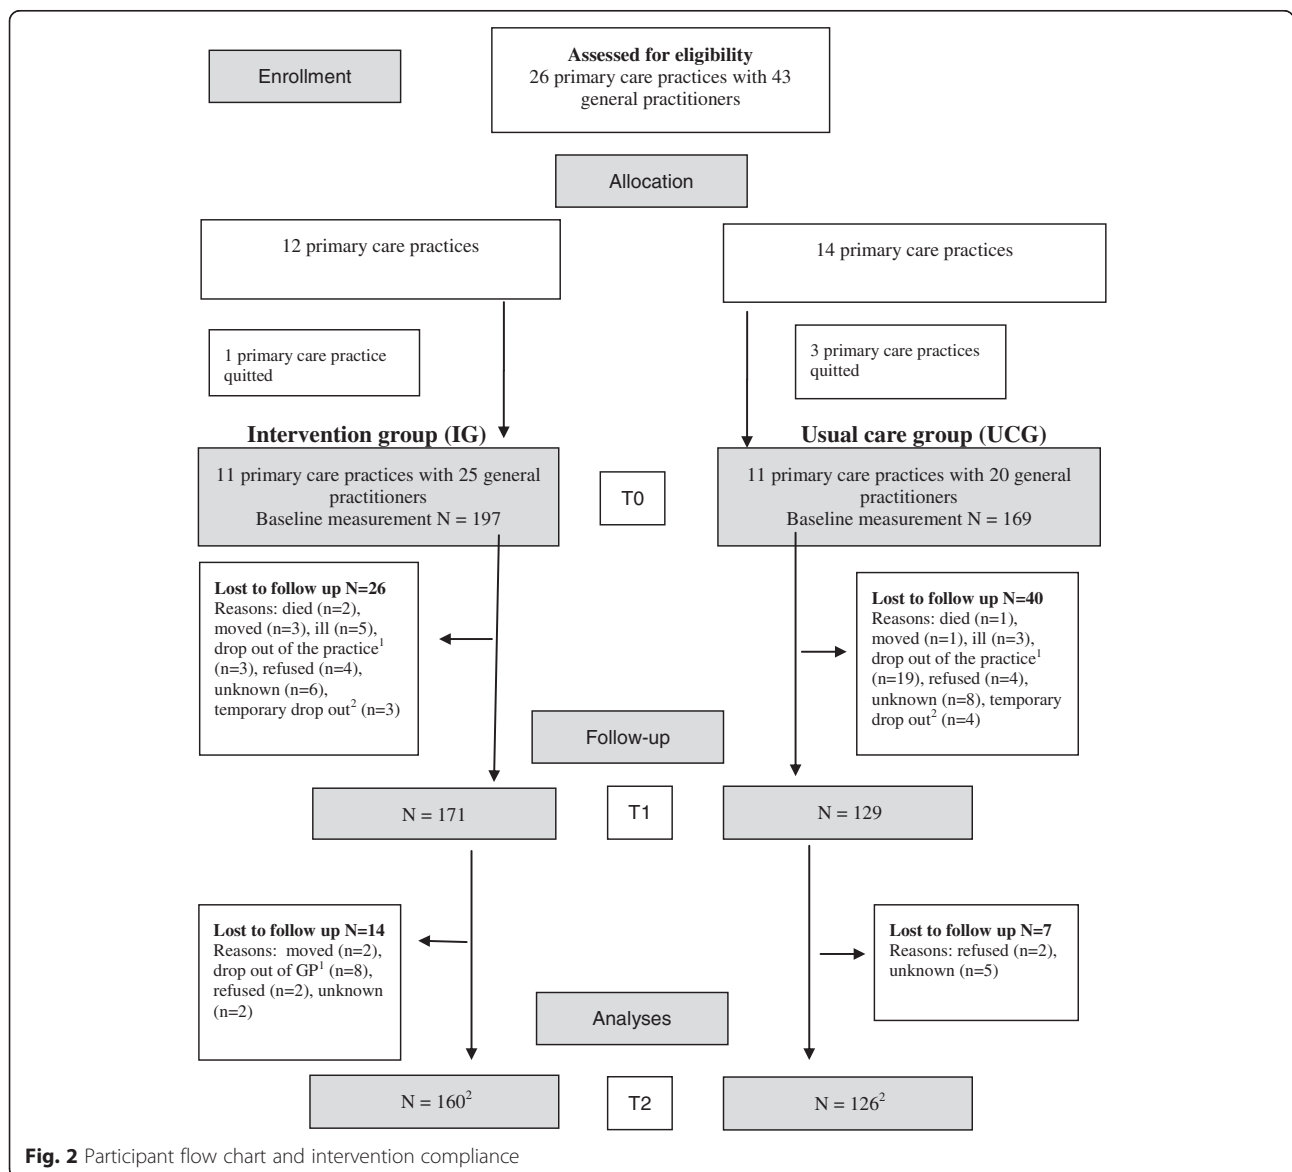 Enrollment
Assessed for eligibility
26 primary care practices with 43
general practitioners
Allocation
12 primary care practices
14 primary care practices
1 primary care practice
quitted
3 primary care practices
quitted
Intervention group (IG)
Usual care group (UCG)
11 primary care practices with 25 general
practitioners
Baseline measurement N = 197
T0
11 primary care practices with 20 general
practitioners
Baseline measurement N = 169
Lost to follow up N=26
Reasons: died (n=2),
moved (n=3), ill (n=5),
drop out of the practice¹
(n=3), refused (n=4),
unknown (n=6),
temporary drop out² (n=3)
Lost to follow up N=40
Reasons: died (n=1),
moved (n=1), ill (n=3),
drop out of the practice¹
(n=19), refused (n=4),
unknown (n=8), temporary
drop out² (n=4)
Follow-up
N = 171
T1
N = 129
Lost to follow up N=14
Reasons: moved (n=2),
drop out of GP¹ (n=8),
refused (n=2), unknown
(n=2)
Lost to follow up N=7
Reasons: refused (n=2),
unknown (n=5)
Analyses
N = 160²
T2
N = 126²
Fig. 2 Participant flow chart and intervention compliance